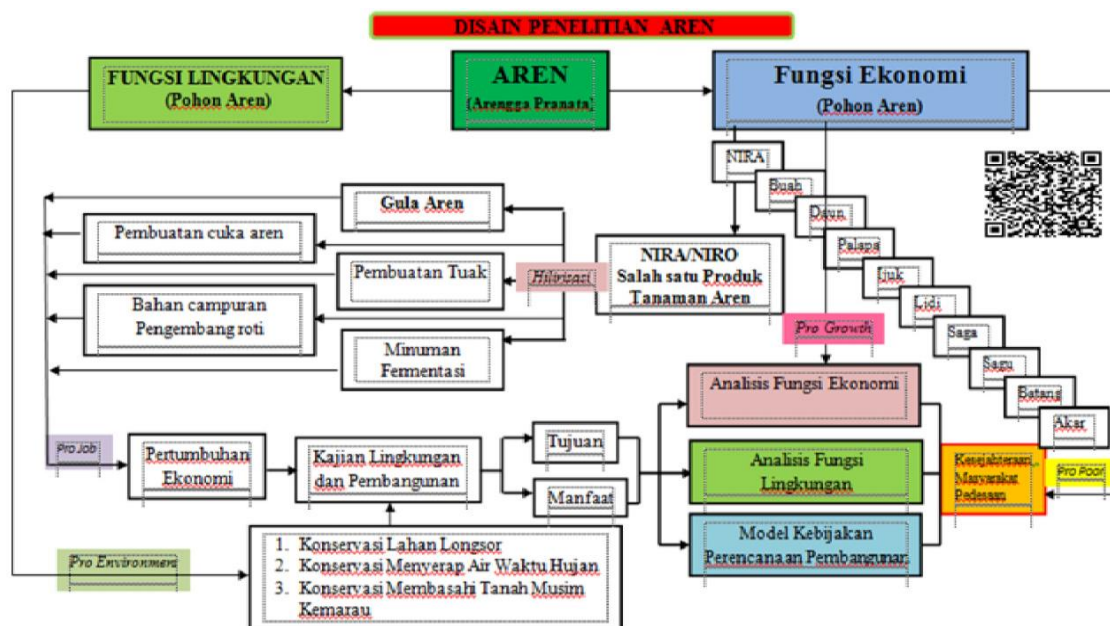 DISAIN PENELITIAN AREN
FUNGSI LINGKUNGAN
(Pohon Aren)
AREN
(Arengga Pranata)
Fungsi Ekonomi
(Pohon Aren)
NIRA
Buah
Daun
Palapa
Ijuk
Lidi
Saga
Sagu
Batang
Akar
Gula Aren
Pembuatan cuka aren
Pembuatan Tuak
Bahan campuran
Pengembang roti
Minuman
Fermentasi
Hilirisasi
NIRA/NIRO
Salah satu Produk
Tanaman Aren
Pro Growth
Analisis Fungsi Ekonomi
Analisis Fungsi
Lingkungan
Model Kebijakan
Perencanaan Pembangunan
Kesejahteraan
Masyarakat
Pedesaan
Pro Poor
Pro Job
Pertumbuhan
Ekonomi
Kajian Lingkungan
dan Pembangunan
Tujuan
Manfaat
Pro Environment
1. Konservasi Lahan Longsor
2. Konservasi Menyerap Air Waktu Hujan
3. Konservasi Membasahi Tanah Musim
Kemarau